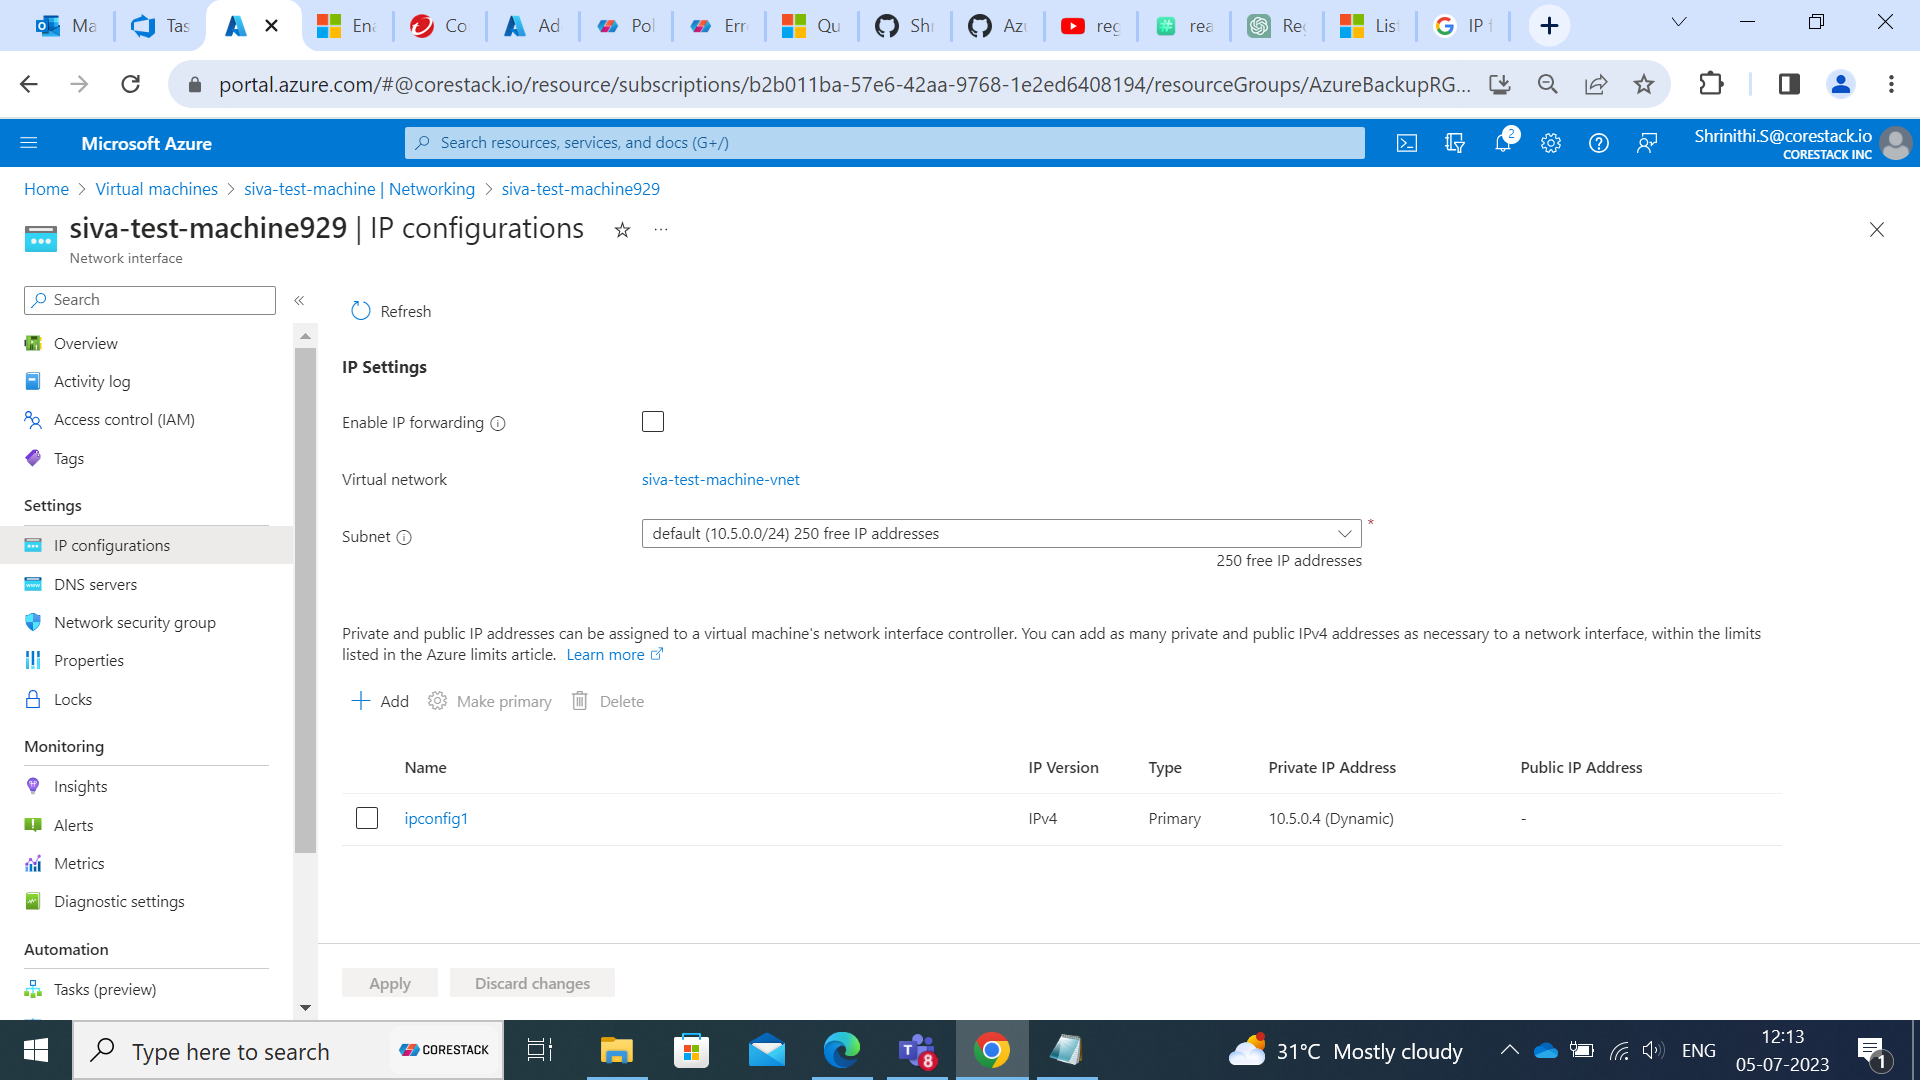 Ma
Tas
Ena
Co
Ad
Pol
Erro
Qu
Shr
Azu
reg
rea
Reg
List
IP f
portal.azure.com/#@corestack.io/resource/subscriptions/b2b011ba-57e6-42aa-9768-1e2ed6408194/resourceGroups/AzureBackupRG...
Microsoft Azure
Search resources, services, and docs (G+/)
2
Shrinithi.S@corestack.io
CORESTACK INC
Home > Virtual machines > siva-test-machine | Networking > siva-test-machine929
siva-test-machine929 | IP configurations
Network interface
Search
Overview
Activity log
Access control (IAM)
Tags
Settings
IP configurations
DNS servers
Network security group
Properties
Locks
Monitoring
Insights
Alerts
Metrics
Diagnostic settings
Automation
Tasks (preview)
Refresh
IP Settings
Enable IP forwarding
Virtual network
siva-test-machine-vnet
Subnet
default (10.5.0.0/24) 250 free IP addresses
*
250 free IP addresses
Private and public IP addresses can be assigned to a virtual machine's network interface controller. You can add as many private and public IPv4 addresses as necessary to a network interface, within the limits
listed in the Azure limits article. Learn more
Add Make primary Delete
Name IP Version Type Private IP Address Public IP Address
ipconfig1 IPv4 Primary 10.5.0.4 (Dynamic) -
Apply Discard changes
Type here to search
CORESTACK
8
31°C Mostly cloudy
ENG
12:13
05-07-2023
1